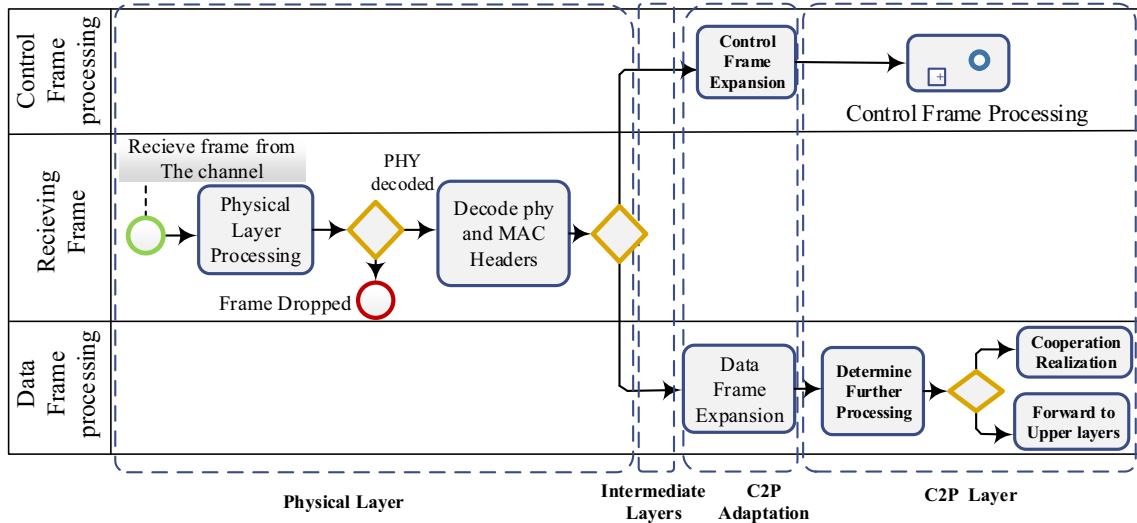 Control
Frame
processing
Control
Frame
Expansion
+
Control Frame Processing
Recieving
Frame
Recieve frame from
The channel
Physical
Layer
Processing
PHY
decoded
Frame Dropped
Decode phy
and MAC
Headers
Data
Frame
processing
Data
Frame
Expansion
Determine
Further
Processing
Cooperation
Realization
Forward to
Upper layers
Physical Layer
Intermediate
Layers
C2P
Adaptation
C2P Layer